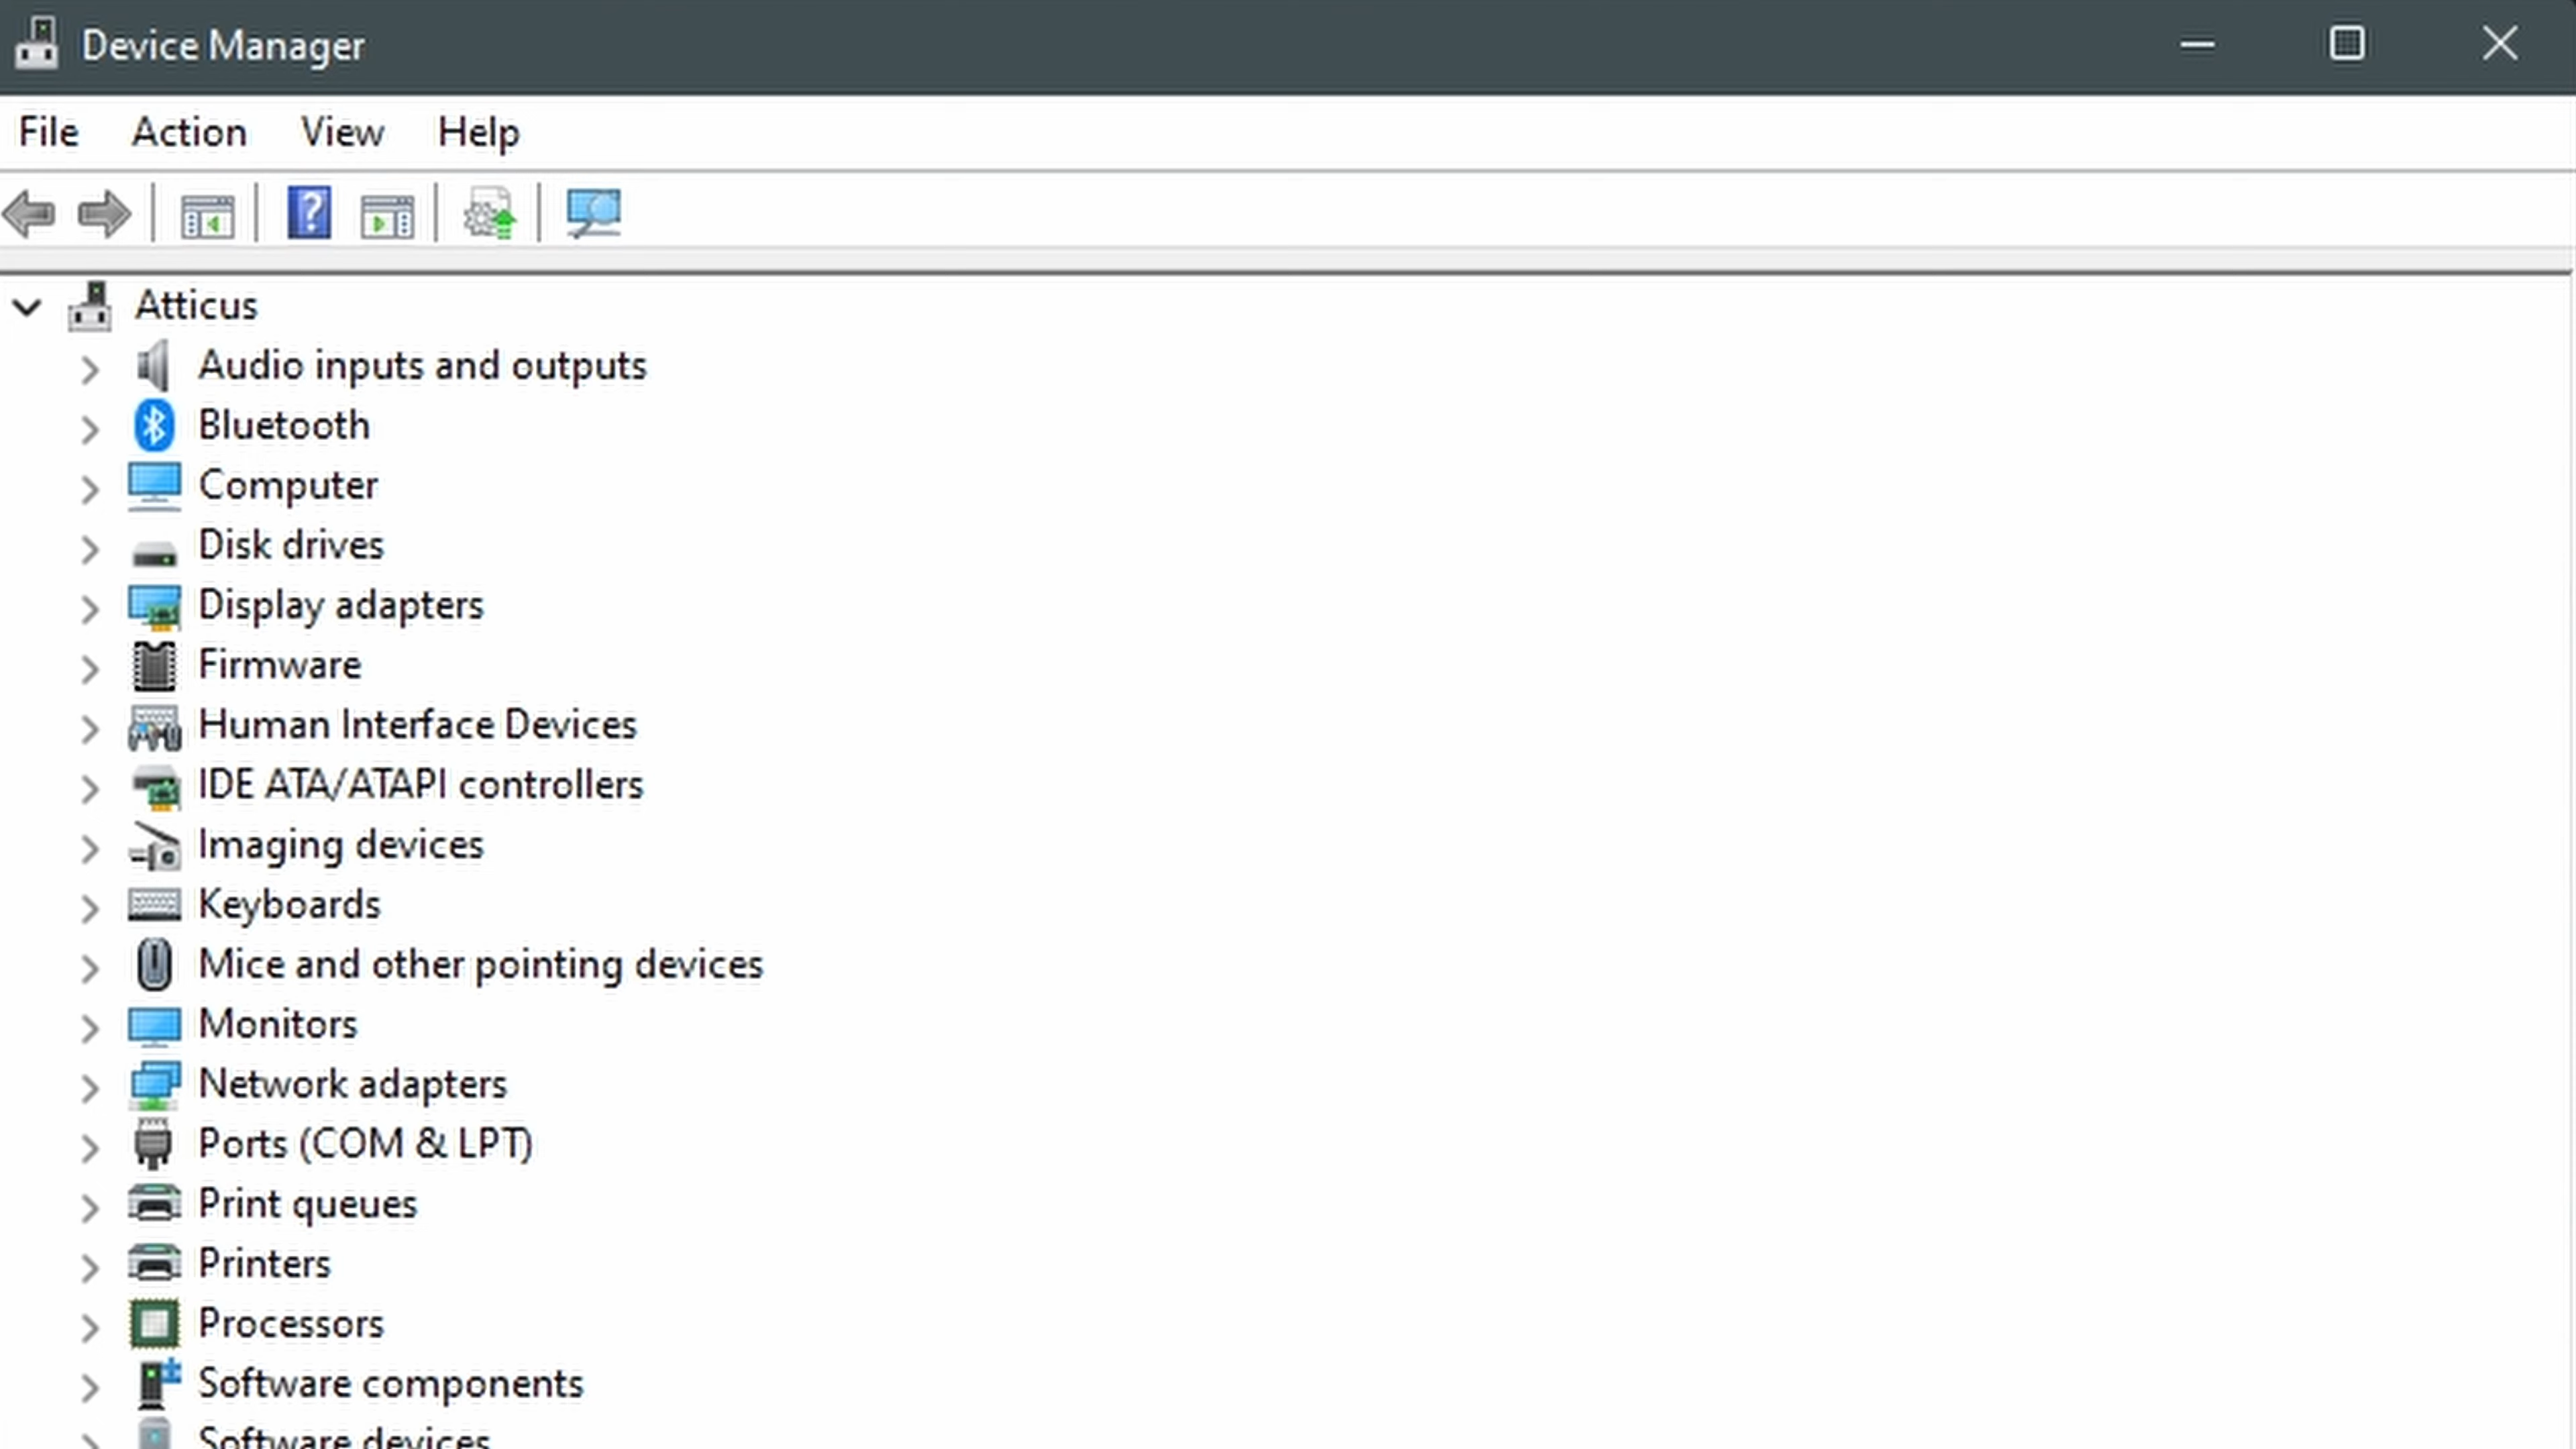 Device Manager
File Action View Help
Atticus
Audio inputs and outputs
Bluetooth
Computer
Disk drives
Display adapters
Firmware
Human Interface Devices
IDE ATA/ATAPI controllers
Imaging devices
Keyboards
Mice and other pointing devices
Monitors
Network adapters
Ports (COM & LPT)
Print queues
Printers
Processors
Software components
Software devices